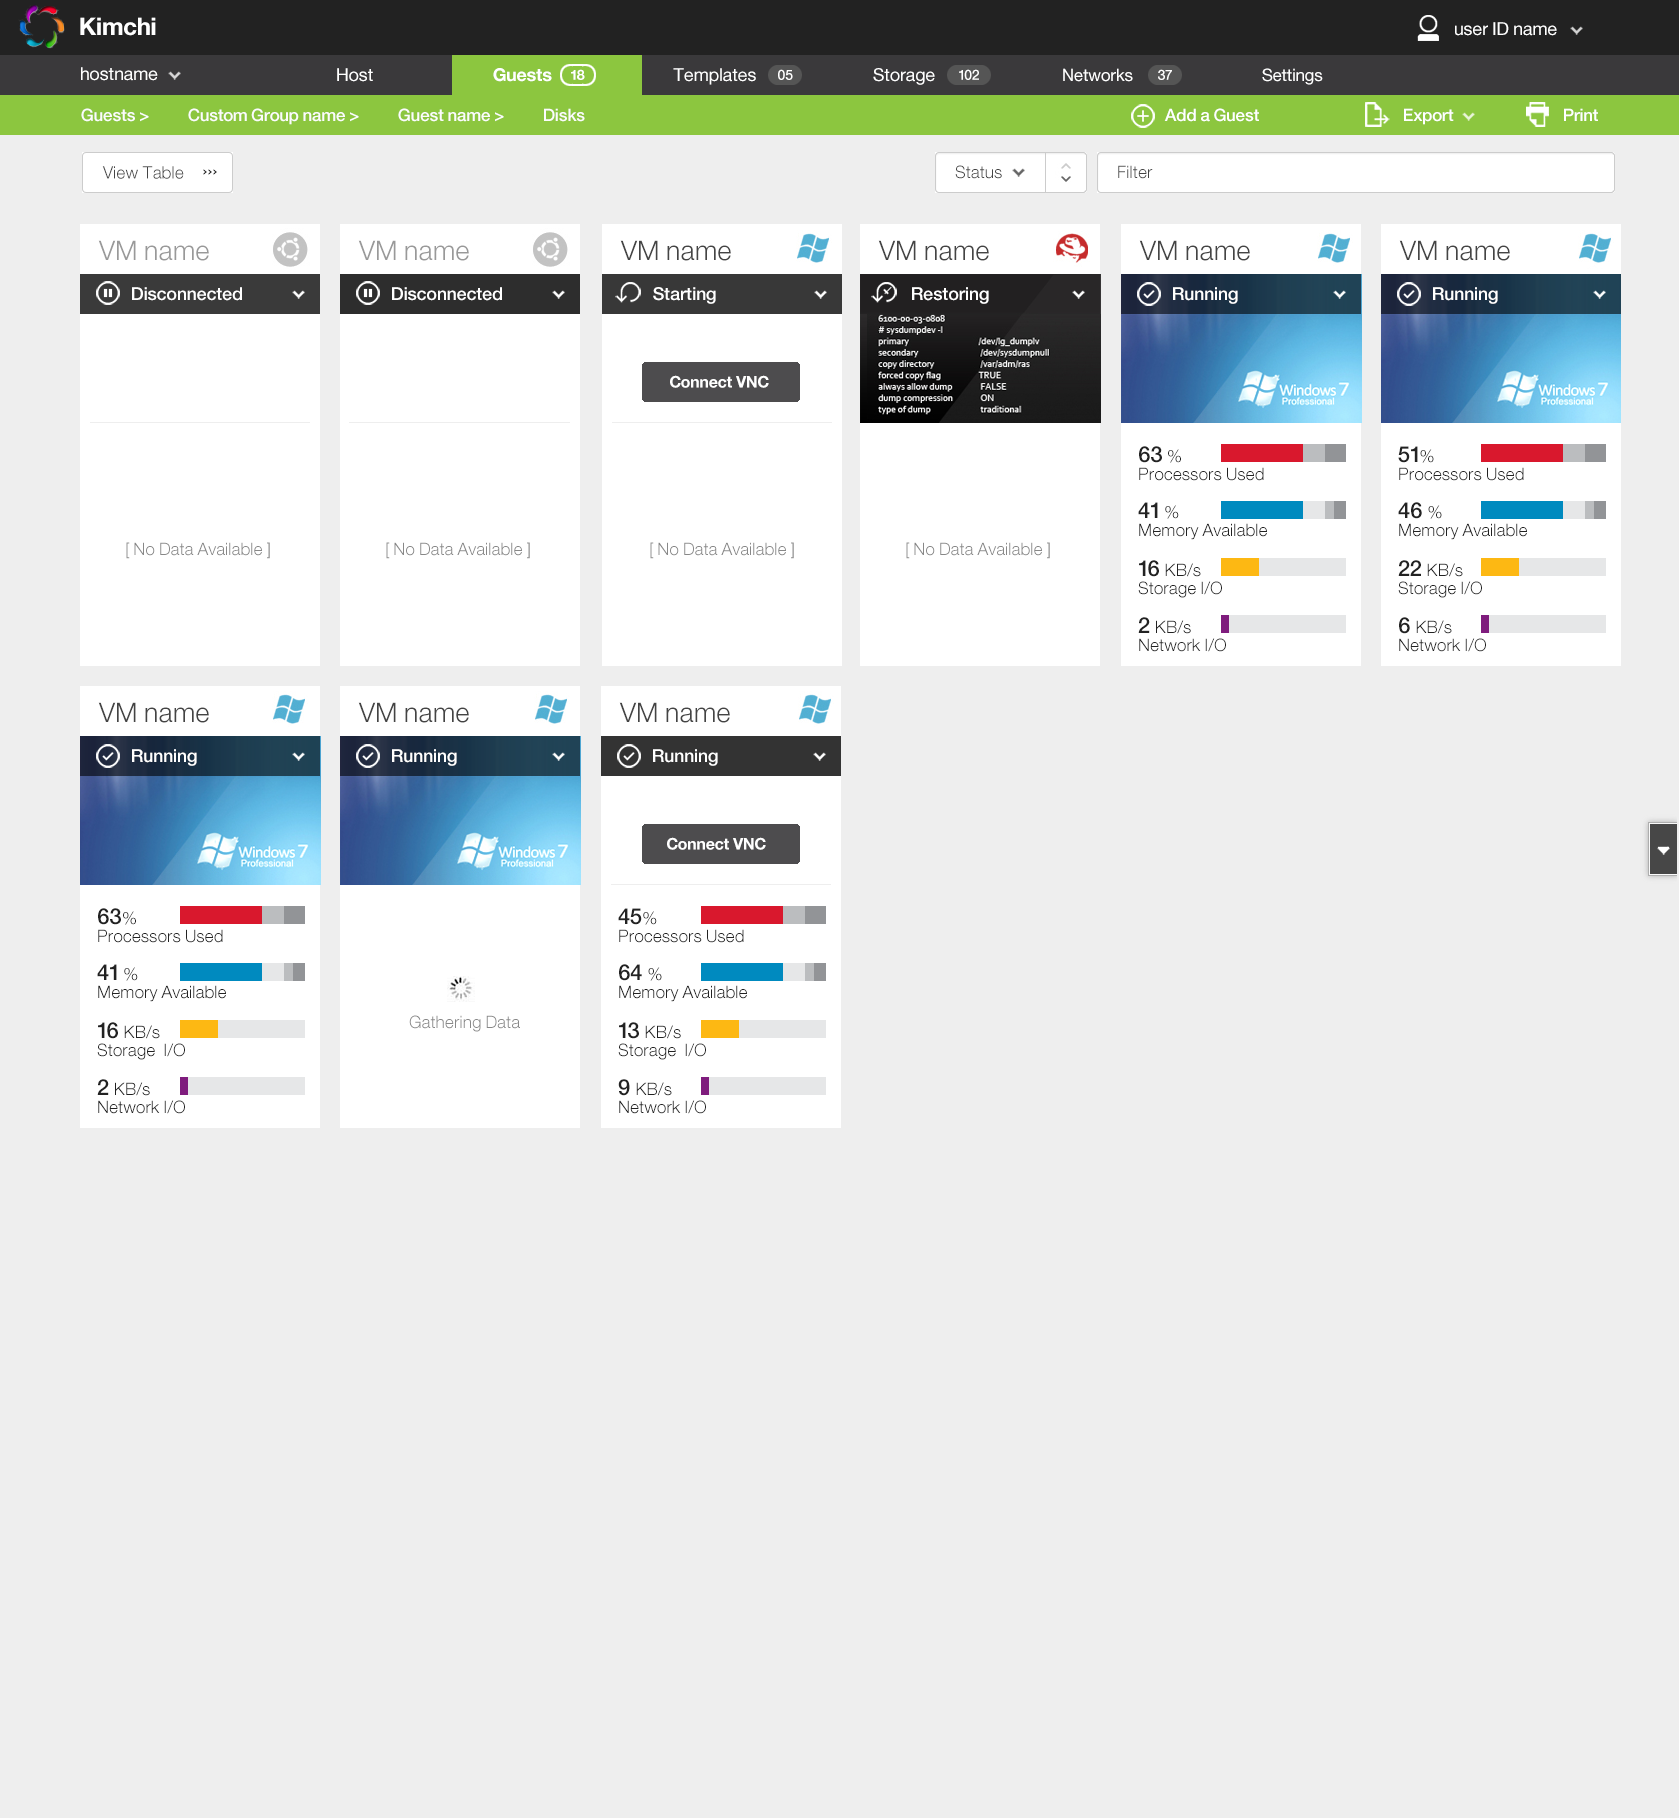 Kimchi
user ID name
hostname
Host
Guests 18
Templates 05
Storage 102
Networks 37
Settings
Guests >
Custom Group name >
Guest name >
Disks
Add a Guest
Export
Print
View Table ›››
Status
Filter
VM name
Disconnected
[ No Data Available ]
VM name
Disconnected
[ No Data Available ]
VM name
Starting
Connect VNC
[ No Data Available ]
VM name
Restoring
6100-00-03-0808
# sysdumpdev -l
primary /dev/lg_dumplv
secondary /dev/sysdumpnull
copy directory /var/adm/ras
forced copy flag TRUE
always allow dump FALSE
dump compression ON
type of dump traditional
[ No Data Available ]
VM name
Running
Windows 7
Professional
63 %
Processors Used
41 %
Memory Available
16 KB/s
Storage I/O
2 KB/s
Network I/O
VM name
Running
Windows 7
Professional
51%
Processors Used
46 %
Memory Available
22 KB/s
Storage I/O
6 KB/s
Network I/O
VM name
Running
Windows 7
Professional
63%
Processors Used
41 %
Memory Available
16 KB/s
Storage I/O
2 KB/s
Network I/O
VM name
Running
Windows 7
Professional
Gathering Data
VM name
Running
Connect VNC
45%
Processors Used
64 %
Memory Available
13 KB/s
Storage I/O
9 KB/s
Network I/O